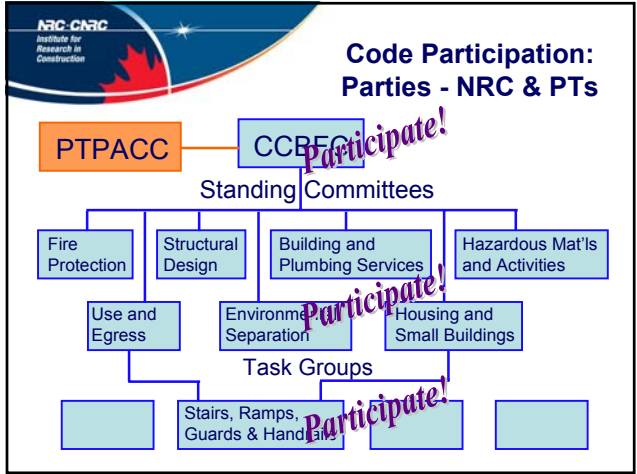 NRC·CNRC
Institute for
Research in
Construction
Code Participation:
Parties - NRC & PTs
PTPACC
Participate!
Standing Committees
Fire
Protection
Structural
Design
Building and
Plumbing Services
Hazardous Mat'ls
and Activities
Participate!
Use and
Egress
Separation
Housing and
Small Buildings
Task Groups
Stairs, Ramps,
Guards &
Participate!